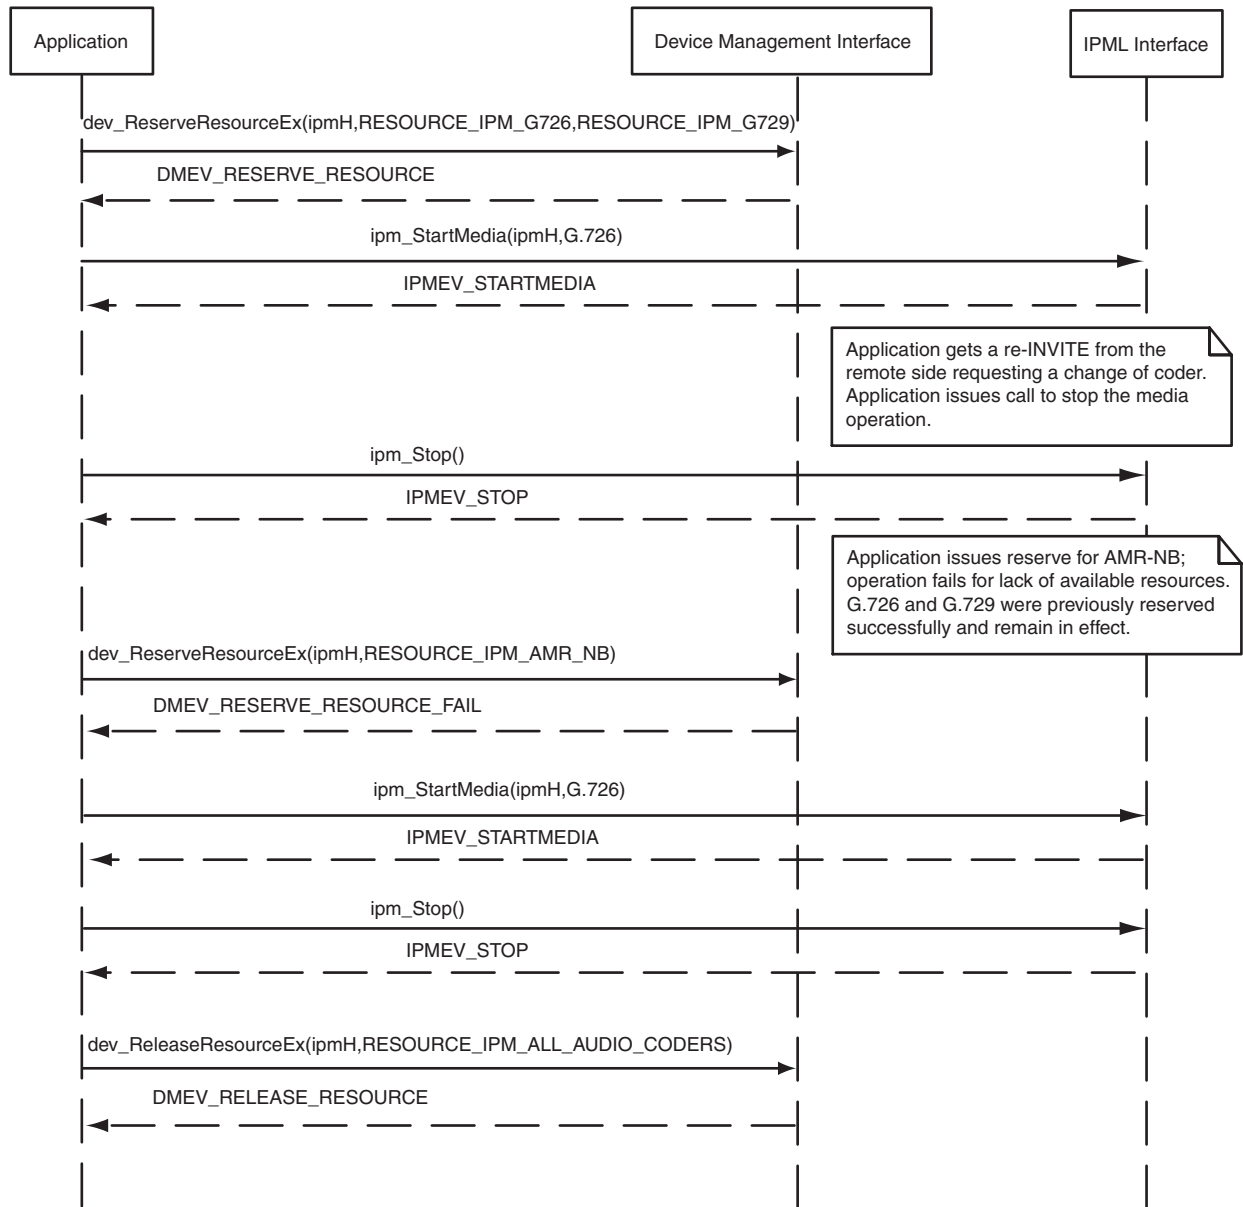 Application
Device Management Interface
IPML Interface
dev_ReserveResourceEx(ipmH,RESOURCE_IPM_G726,RESOURCE_IPM_G729)
DMEV_RESERVE_RESOURCE
ipm_StartMedia(ipmH,G.726)
IPMEV_STARTMEDIA
Application gets a re-INVITE from the
remote side requesting a change of coder.
Application issues call to stop the media
operation.
ipm_Stop()
IPMEV_STOP
Application issues reserve for AMR-NB;
operation fails for lack of available resources.
G.726 and G.729 were previously reserved
successfully and remain in effect.
dev_ReserveResourceEx(ipmH,RESOURCE_IPM_AMR_NB)
DMEV_RESERVE_RESOURCE_FAIL
ipm_StartMedia(ipmH,G.726)
IPMEV_STARTMEDIA
ipm_Stop()
IPMEV_STOP
dev_ReleaseResourceEx(ipmH,RESOURCE_IPM_ALL_AUDIO_CODERS)
DMEV_RELEASE_RESOURCE